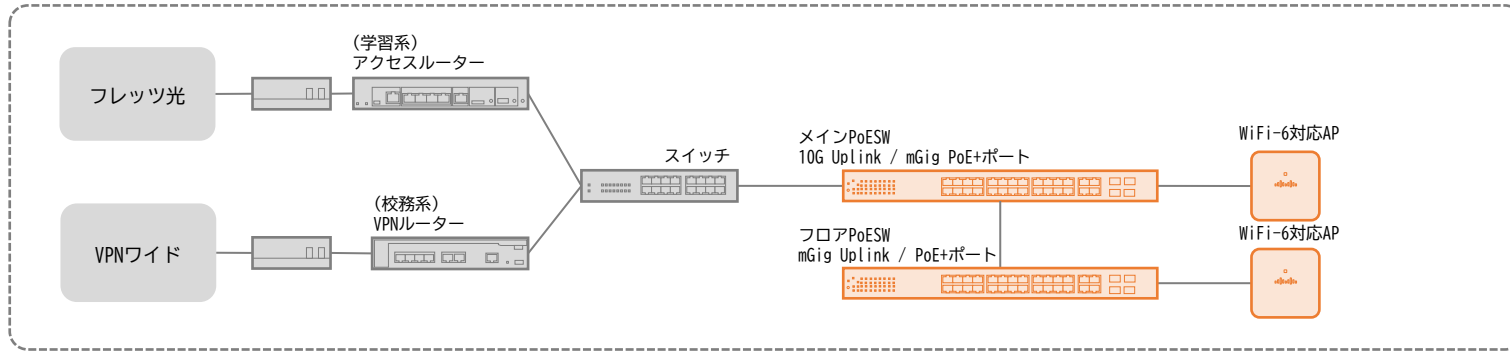 フレッツ光
(学習系)
アクセスルーター
VPNワイド
(校務系)
VPNルーター
スイッチ
メインPoESW
10G Uplink / mGig PoE+ポート
フロアPoESW
mGig Uplink / PoE+ポート
WiFi-6対応AP
WiFi-6対応AP